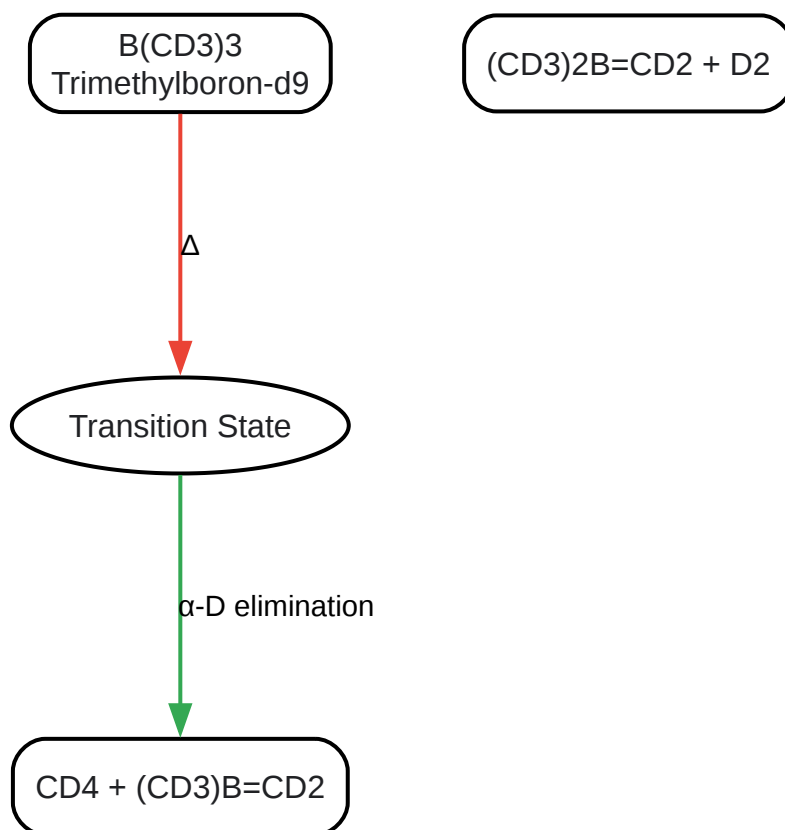 B(CD3)3
Trimethylboron-d9
(CD3)2B=CD2 + D2
Δ
Transition State
α-D elimination
CD4 + (CD3)B=CD2